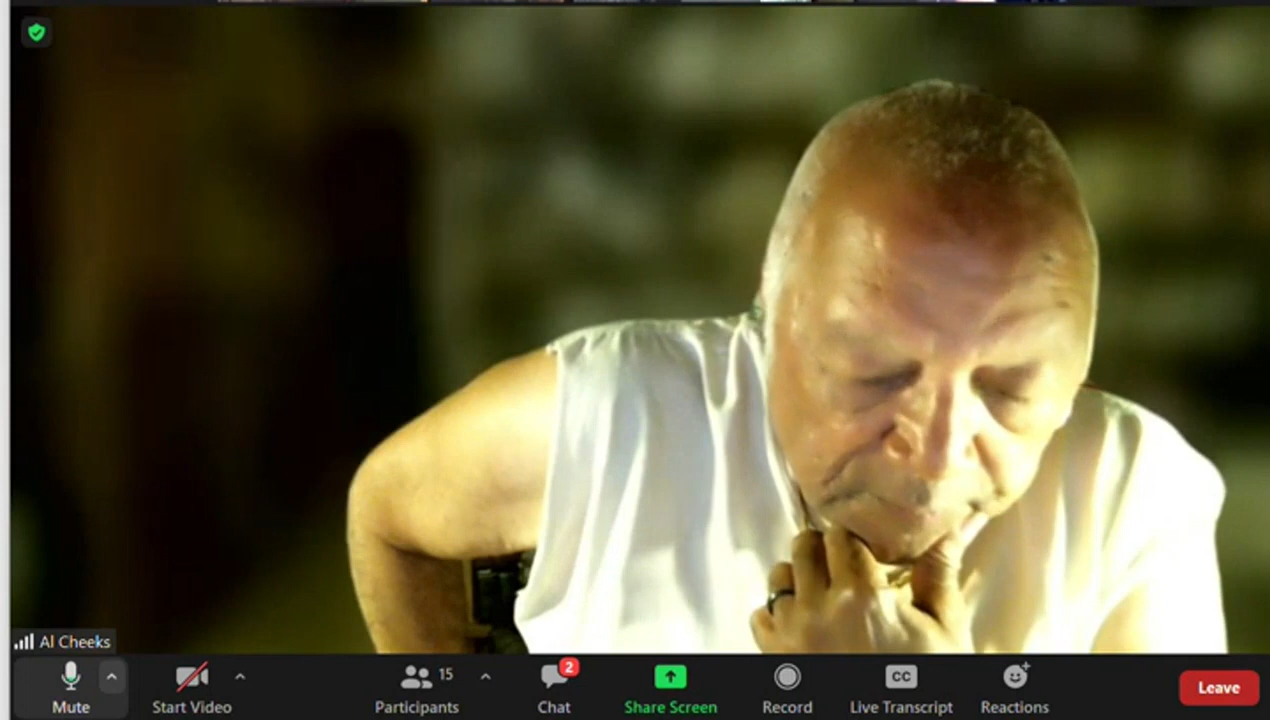 Al Cheeks
15
2
CC
Mute
Start Video
Participants
Chat
Share Screen
Record
Live Transcript
Reactions
Leave